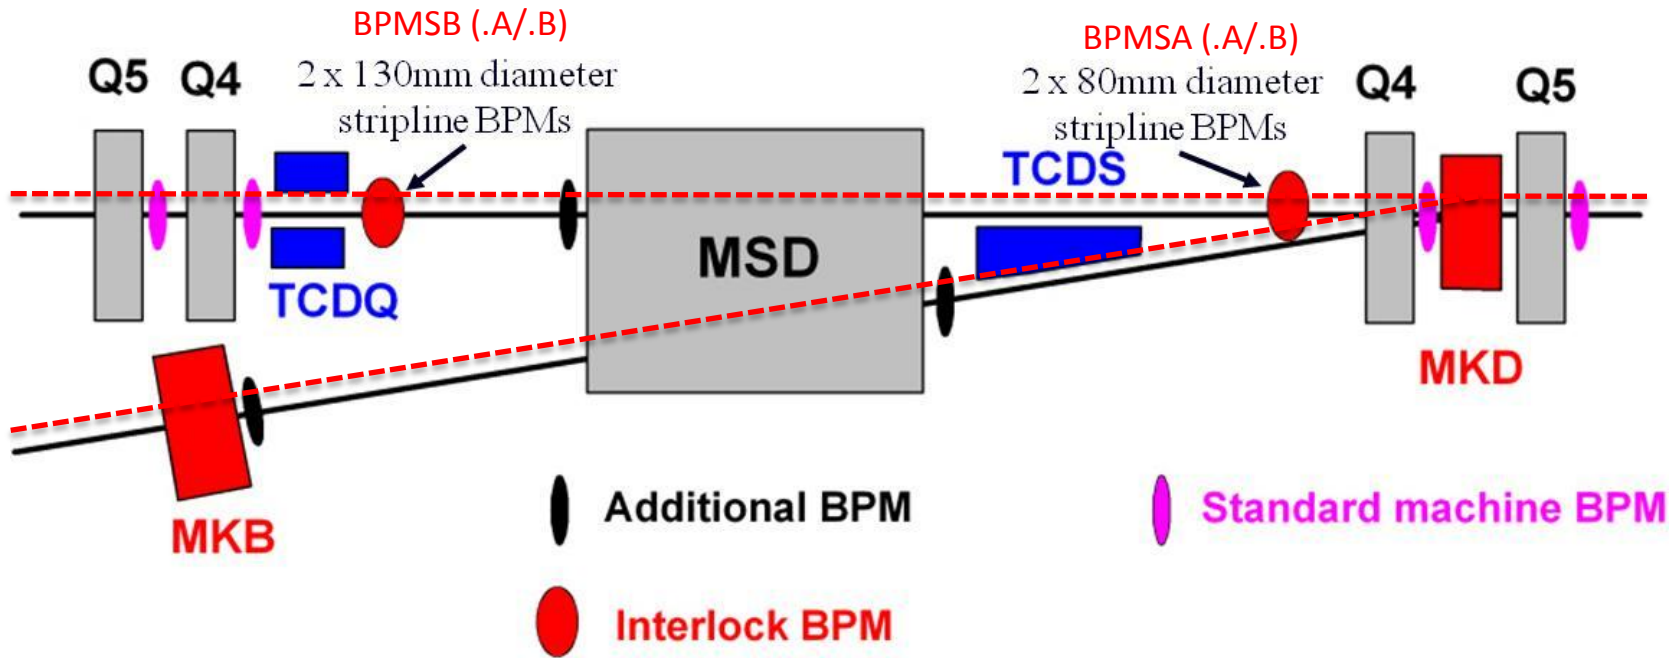 BPMSB (.A/.B)
2 x 130mm diameter
stripline BPMs
BPMSA (.A/.B)
2 x 80mm diameter
stripline BPMs
Q5
Q4
Q4
Q5
TCDS
MSD
TCDQ
MKD
MKB
Additional BPM
Standard machine BPM
Interlock BPM